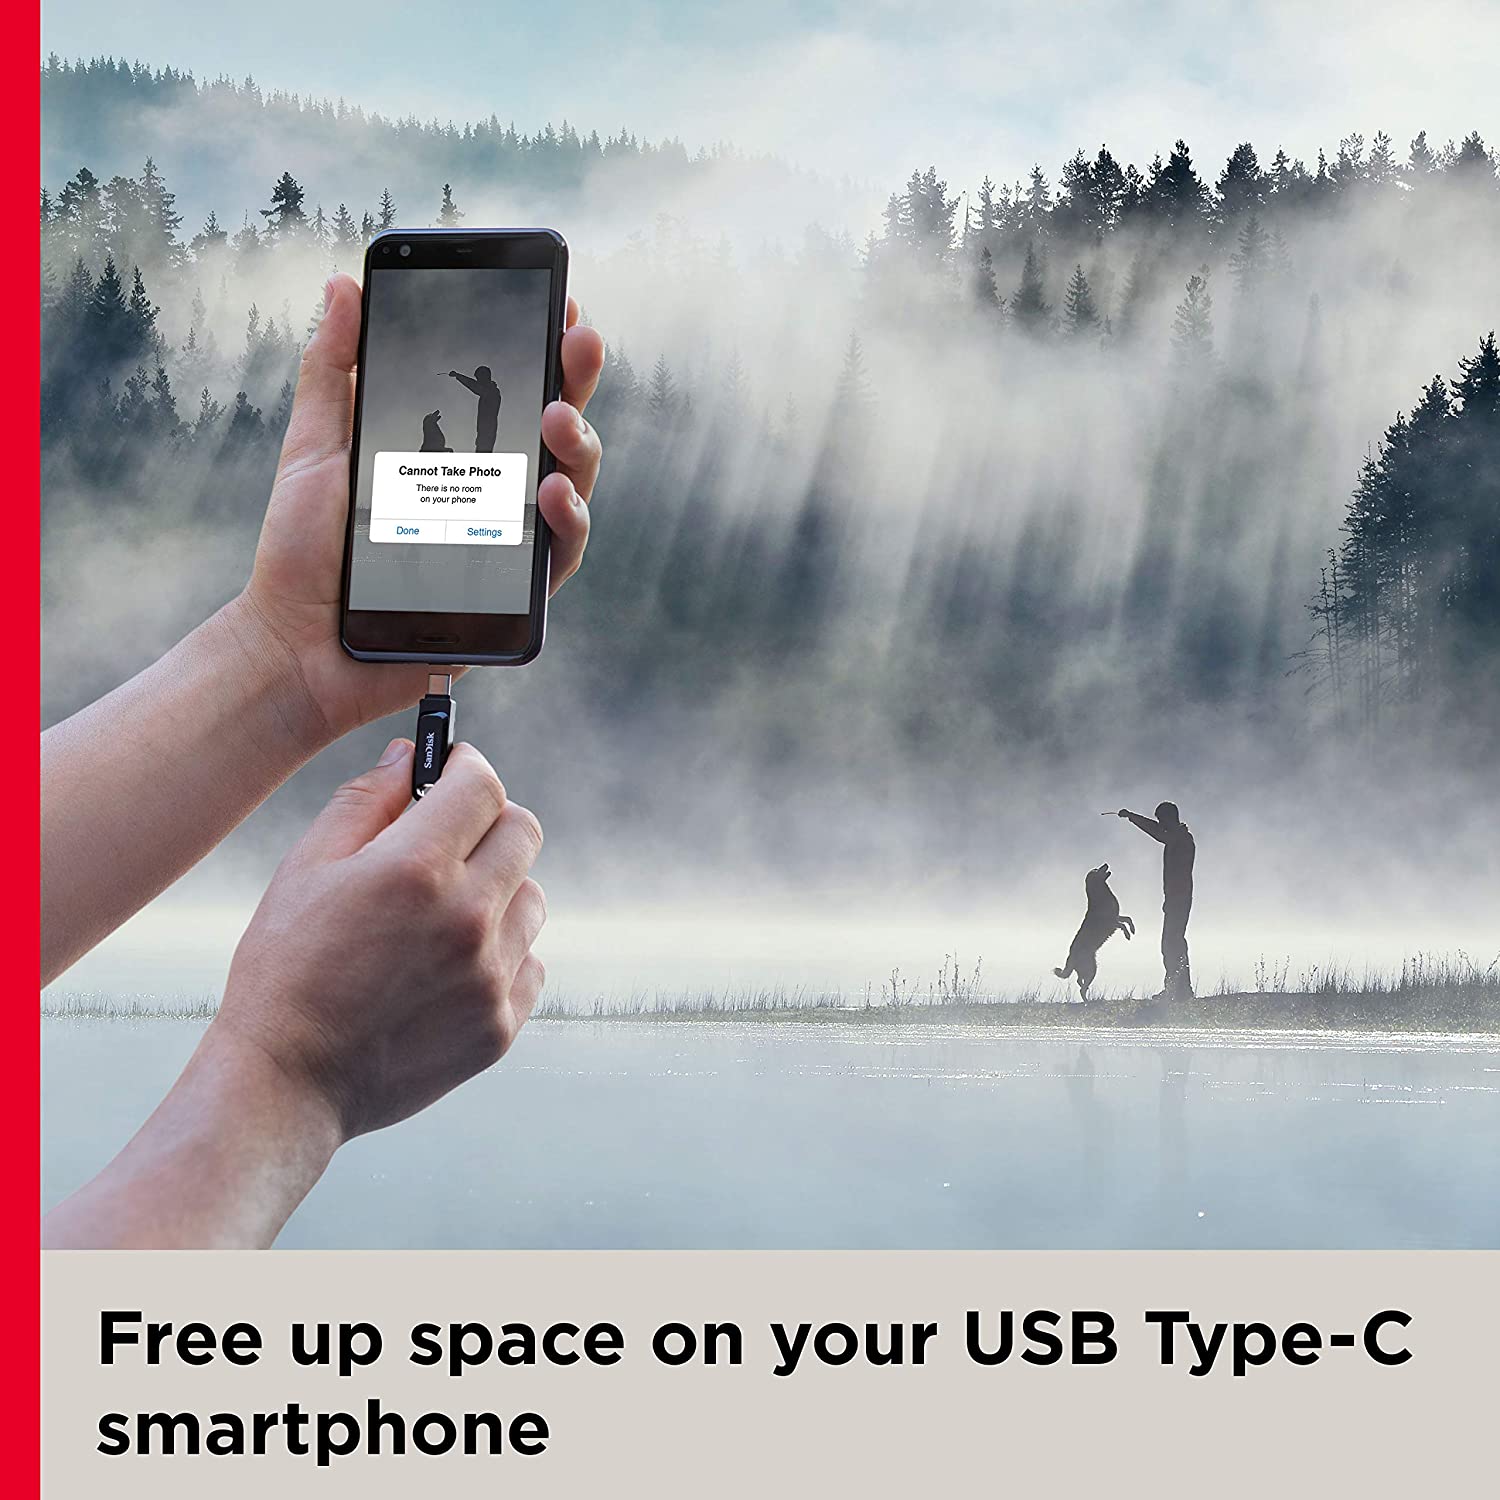 Cannot Take Photo
There is no room
on your phone
Done
Settings
SanDisk
Free up space on your USB Type-C
smartphone